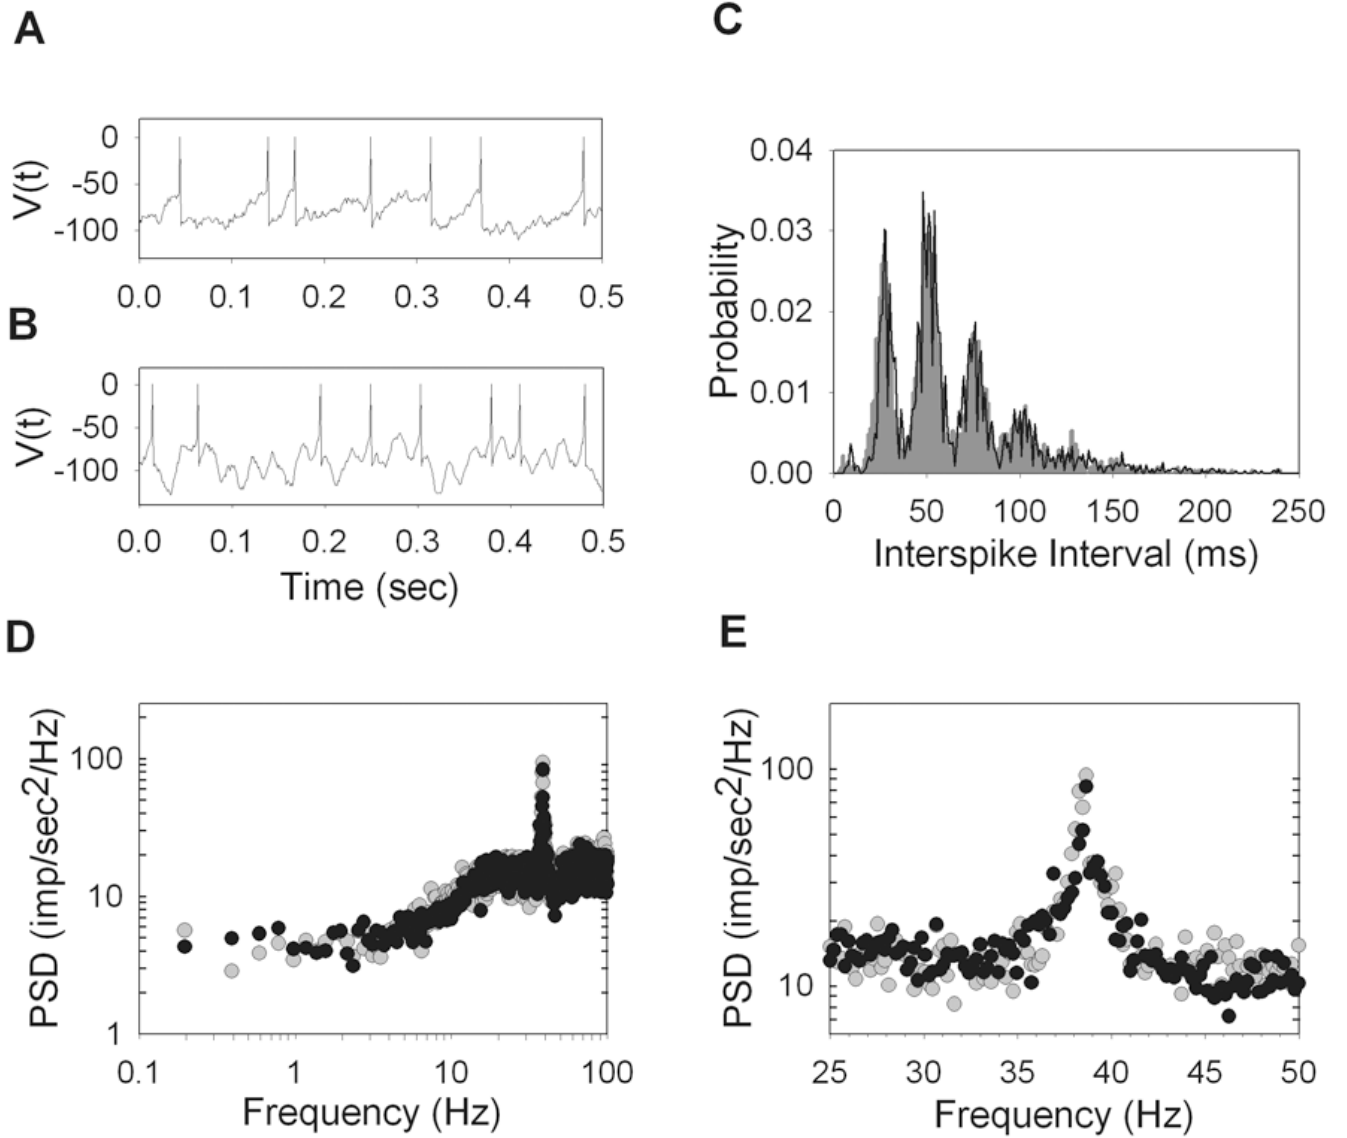 A
V(t)
0
-50
-100
0.0 0.1 0.2 0.3 0.4 0.5
B
V(t)
0
-50
-100
0.0 0.1 0.2 0.3 0.4 0.5
Time (sec)
C
Probability
0.04
0.03
0.02
0.01
0.00
0 50 100 150 200 250
Interspike Interval (ms)
D
PSD (imp/sec2/Hz)
100
10
1
0.1 1 10 100
Frequency (Hz)
E
PSD (imp/sec2/Hz)
100
10
25 30 35 40 45 50
Frequency (Hz)